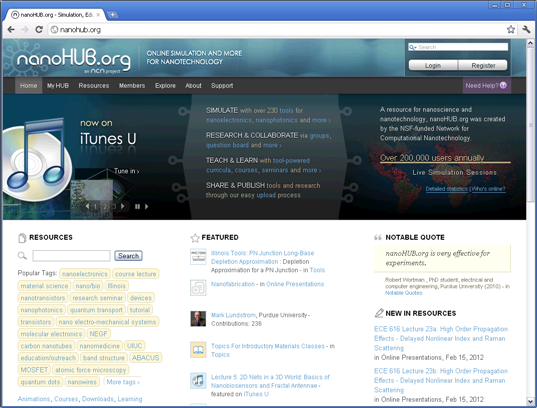 nanoHUB.org - Simulation, Ed...
nanohub.org
nanoHUB.org
an ncn project
ONLINE SIMULATION AND MORE
FOR NANOTECHNOLOGY
Search
Login
Register
Home
My HUB
Resources
Members
Explore
About
Support
Need Help?
now on
iTunes U
Tune in ›
1 2 3
SIMULATE with over 230 tools for
nanoelectronics, nanophotonics and more ›
RESEARCH & COLLABORATE via groups,
question board and more ›
TEACH & LEARN with tool-powered
curricula, courses, seminars and more ›
SHARE & PUBLISH tools and research
through our easy upload process
A resource for nanoscience and
nanotechnology, nanoHUB.org was created
by the NSF-funded Network for
Computational Nanotechnology.
Over 200,000 users annually
Live Simulation Sessions
Detailed statistics | Who's online?
RESOURCES
Search
Popular Tags: nanoelectronics course lecture
material science nano/bio Illinois
nanotransistors research seminar devices
nanophotonics quantum transport tutorial
transistors nano electro-mechanical systems
molecular electronics NEGF
carbon nanotubes nanomedicine UIUC
education/outreach band structure ABACUS
MOSFET atomic force microscopy
quantum dots nanowires More tags ›
Animations, Courses, Downloads, Learning
FEATURED
Illinois Tools: PN Junction Long-Base
Depletion Approximation : Depletion
Approximation for a PN Junction - in Tools
Nanofabrication - in Online Presentations
Mark Lundstrom, Purdue University -
Contributions: 236
Topics For Introductory Materials Classes - in
Topics
Lecture 5: 2D Nets in a 3D World: Basics of
Nanobiosensors and Fractal Antennae -
featured on iTunes U
NOTABLE QUOTE
nanoHUB.org is very effective for
experiments.
Robert Wortman , PhD student, electrical and
computer engineering, Purdue University (2010) - in
Notable Quotes
NEW IN RESOURCES
ECE 616 Lecture 23a: High Order Propagation
Effects - Delayed Nonlinear Index and Raman
Scattering
in Online Presentations, Feb 15, 2012
ECE 616 Lecture 23b: High Order Propagation
Effects - Delayed Nonlinear Index and Raman
Scattering
in Online Presentations, Feb 15, 2012